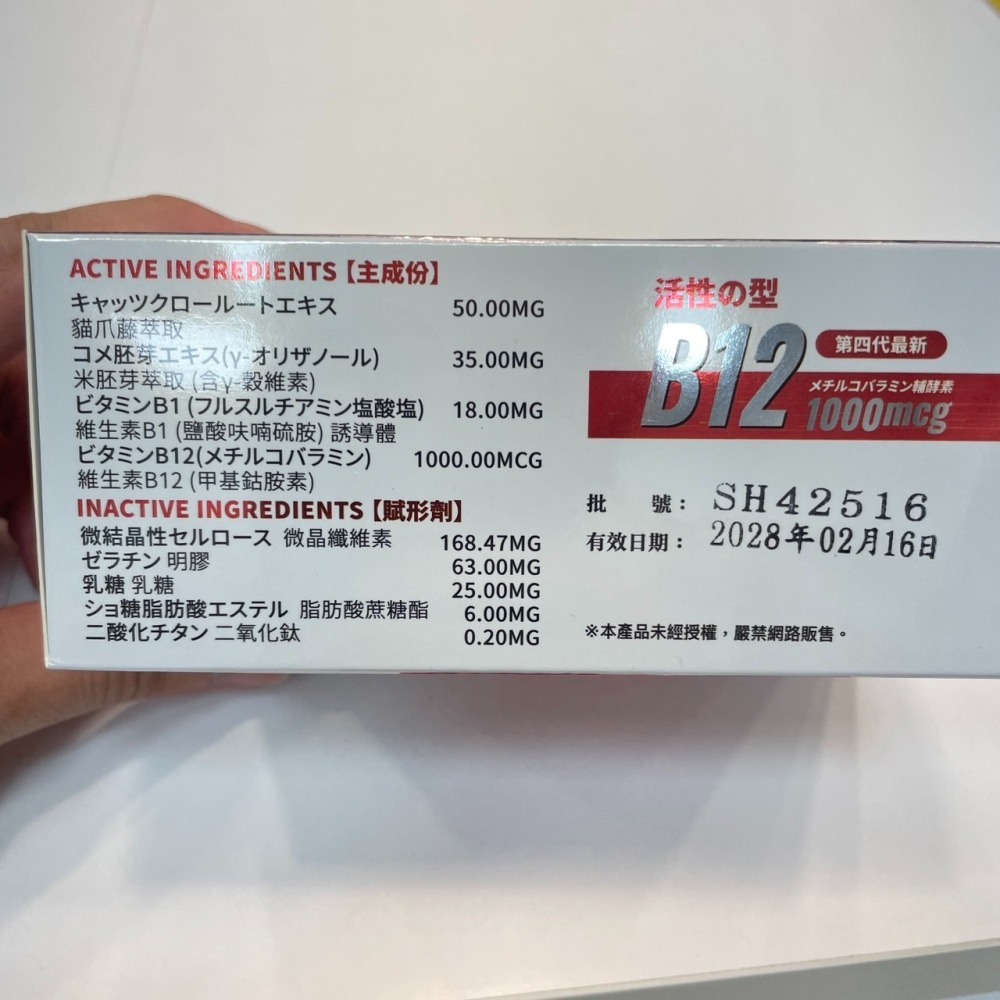 ACTIVE INGREDIENTS【主成份】
キャッツクロールートエキス 50.00MG
貓爪藤萃取
コメ胚芽エキス(γ-オリザノール) 35.00MG
米胚芽萃取 (含γ-穀維素)
ビタミンB1 (フルスルチアミン塩酸塩) 18.00MG
維生素B1 (鹽酸呋喃硫胺) 誘導體
ビタミンB12(メチルコバラミン) 1000.00MCG
維生素B12 (甲基鈷胺素)
INACTIVE INGREDIENTS【賦形劑】
微結晶性セルロース 微晶纖維素 168.47MG
ゼラチン 明膠 63.00MG
乳糖 乳糖 25.00MG
ショ糖脂肪酸エステル 脂肪酸蔗糖酯 6.00MG
二酸化チタン 二氧化鈦 0.20MG
活性の型
B12 第四代最新
メチルコバラミン輔酵素
1000mcg
批 號： SH42516
有效日期： 2028年02月16日
※本產品未經授權，嚴禁網路販售。